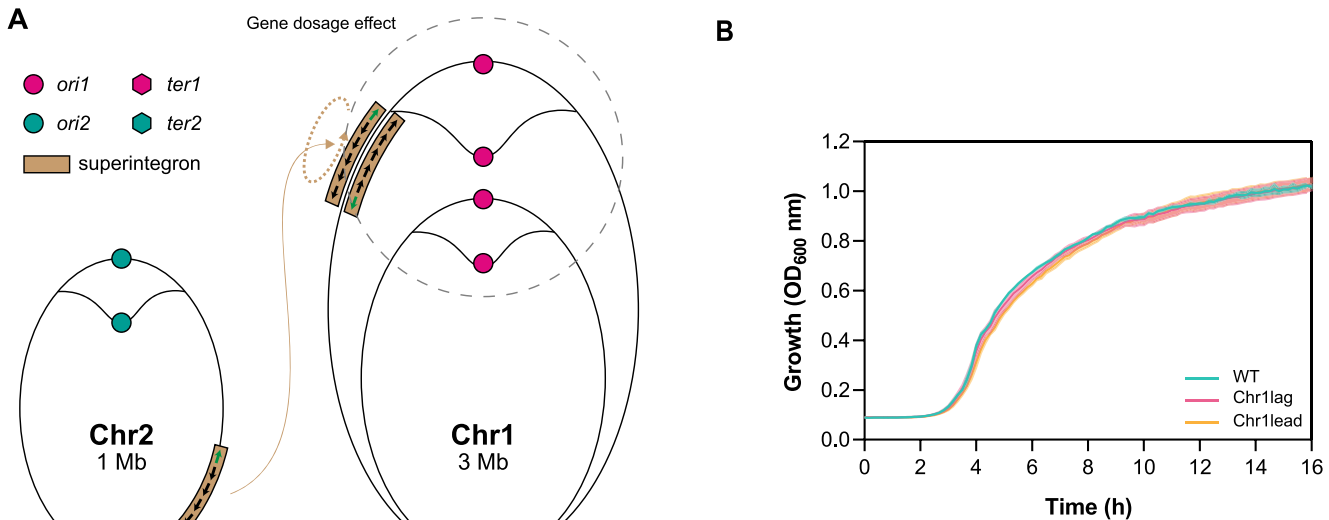 A
Gene dosage effect
ori1
ter1
ori2
ter2
superintegron
Chr2
1 Mb
Chr1
3 Mb
B
Growth (OD600 nm)
1.2
1.0
0.8
0.6
0.4
0.2
0.0
WT
Chr1lag
Chr1lead
0 2 4 6 8 10 12 14 16
Time (h)